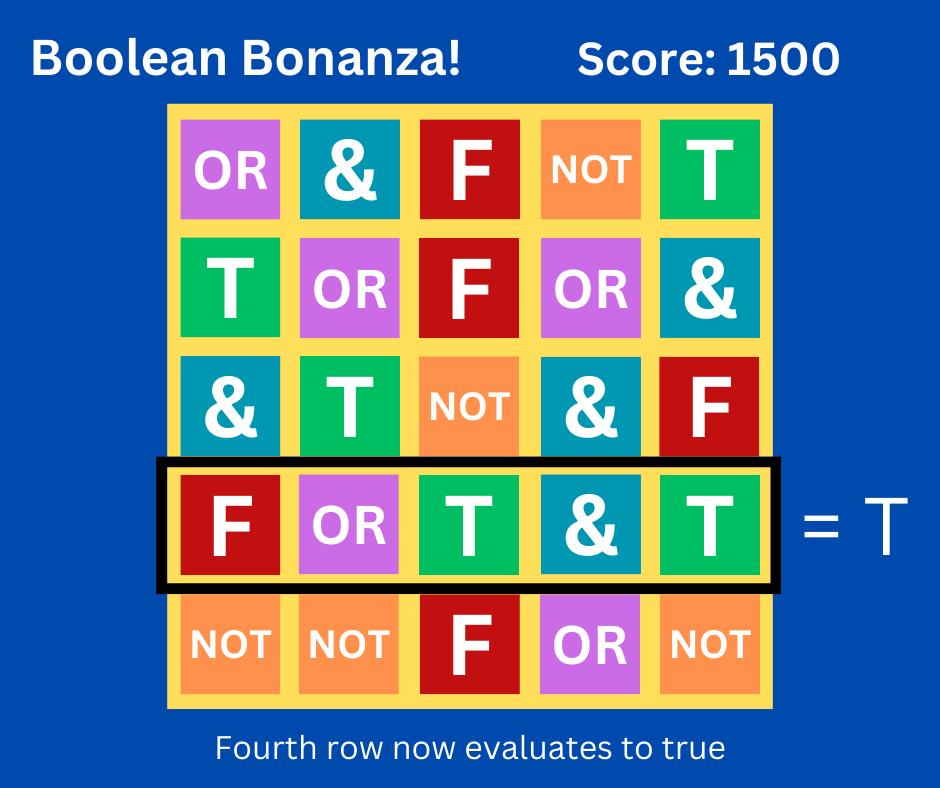 Boolean Bonanza! Score: 1500
OR & F NOT T
T OR F OR &
& T NOT & F
F OR T & T = T
NOT NOT F OR NOT
Fourth row now evaluates to true